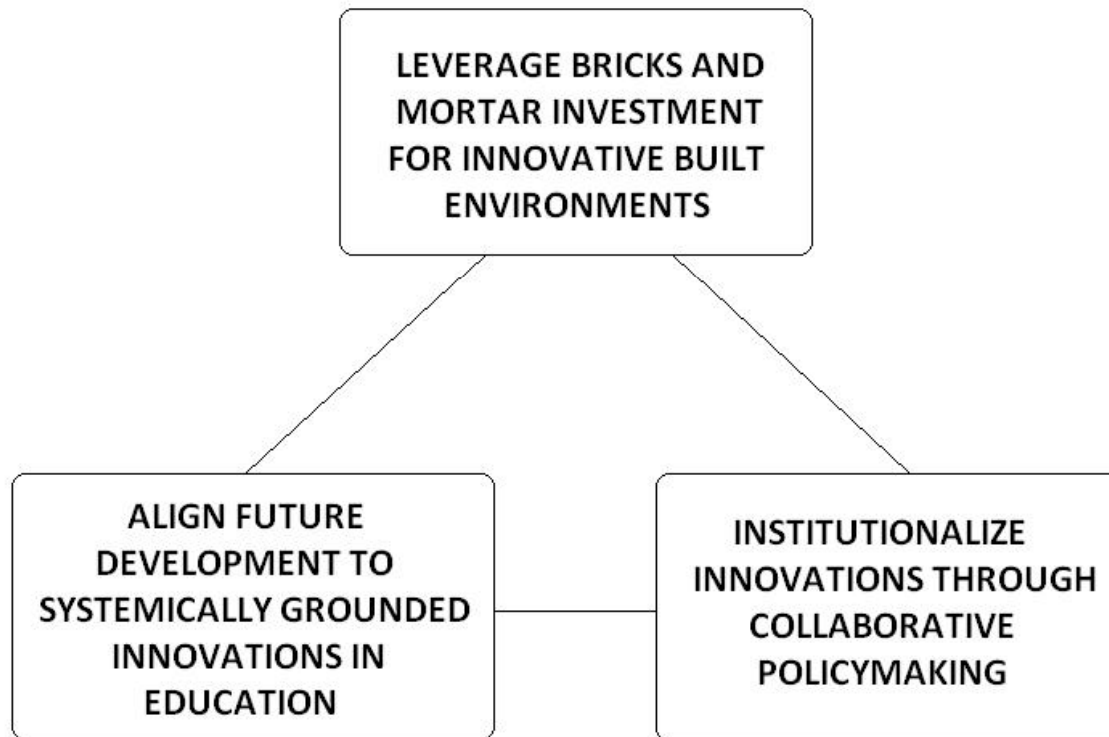 LEVERAGE BRICKS AND
MORTAR INVESTMENT
FOR INNOVATIVE BUILT
ENVIRONMENTS
ALIGN FUTURE
DEVELOPMENT TO
SYSTEMICALLY GROUNDED
INNOVATIONS IN
EDUCATION
INSTITUTIONALIZE
INNOVATIONS THROUGH
COLLABORATIVE
POLICYMAKING